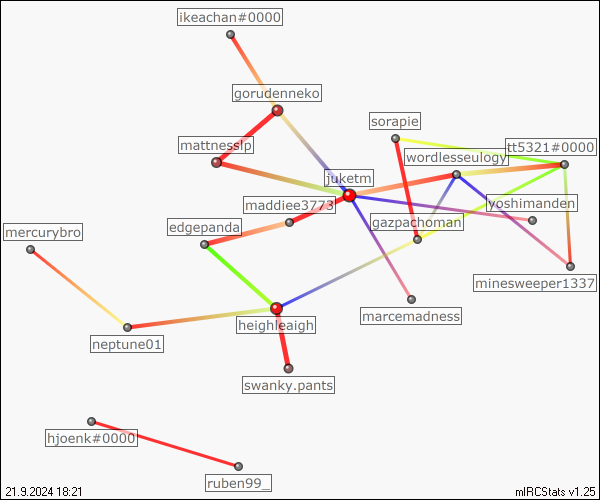 ikeachan#0000
gorudenneko
sorapie
mattnesslp
wordlesseulogy
tt5321#0000
juketm
maddiee3773
yoshimanden
edgepanda
gazpachoman
mercurybro
minesweeper1337
marcemadness
heighleaigh
neptune01
swanky.pants
hjoenk#0000
ruben99_
21.9.2024 18:21
mIRCStats v1.25